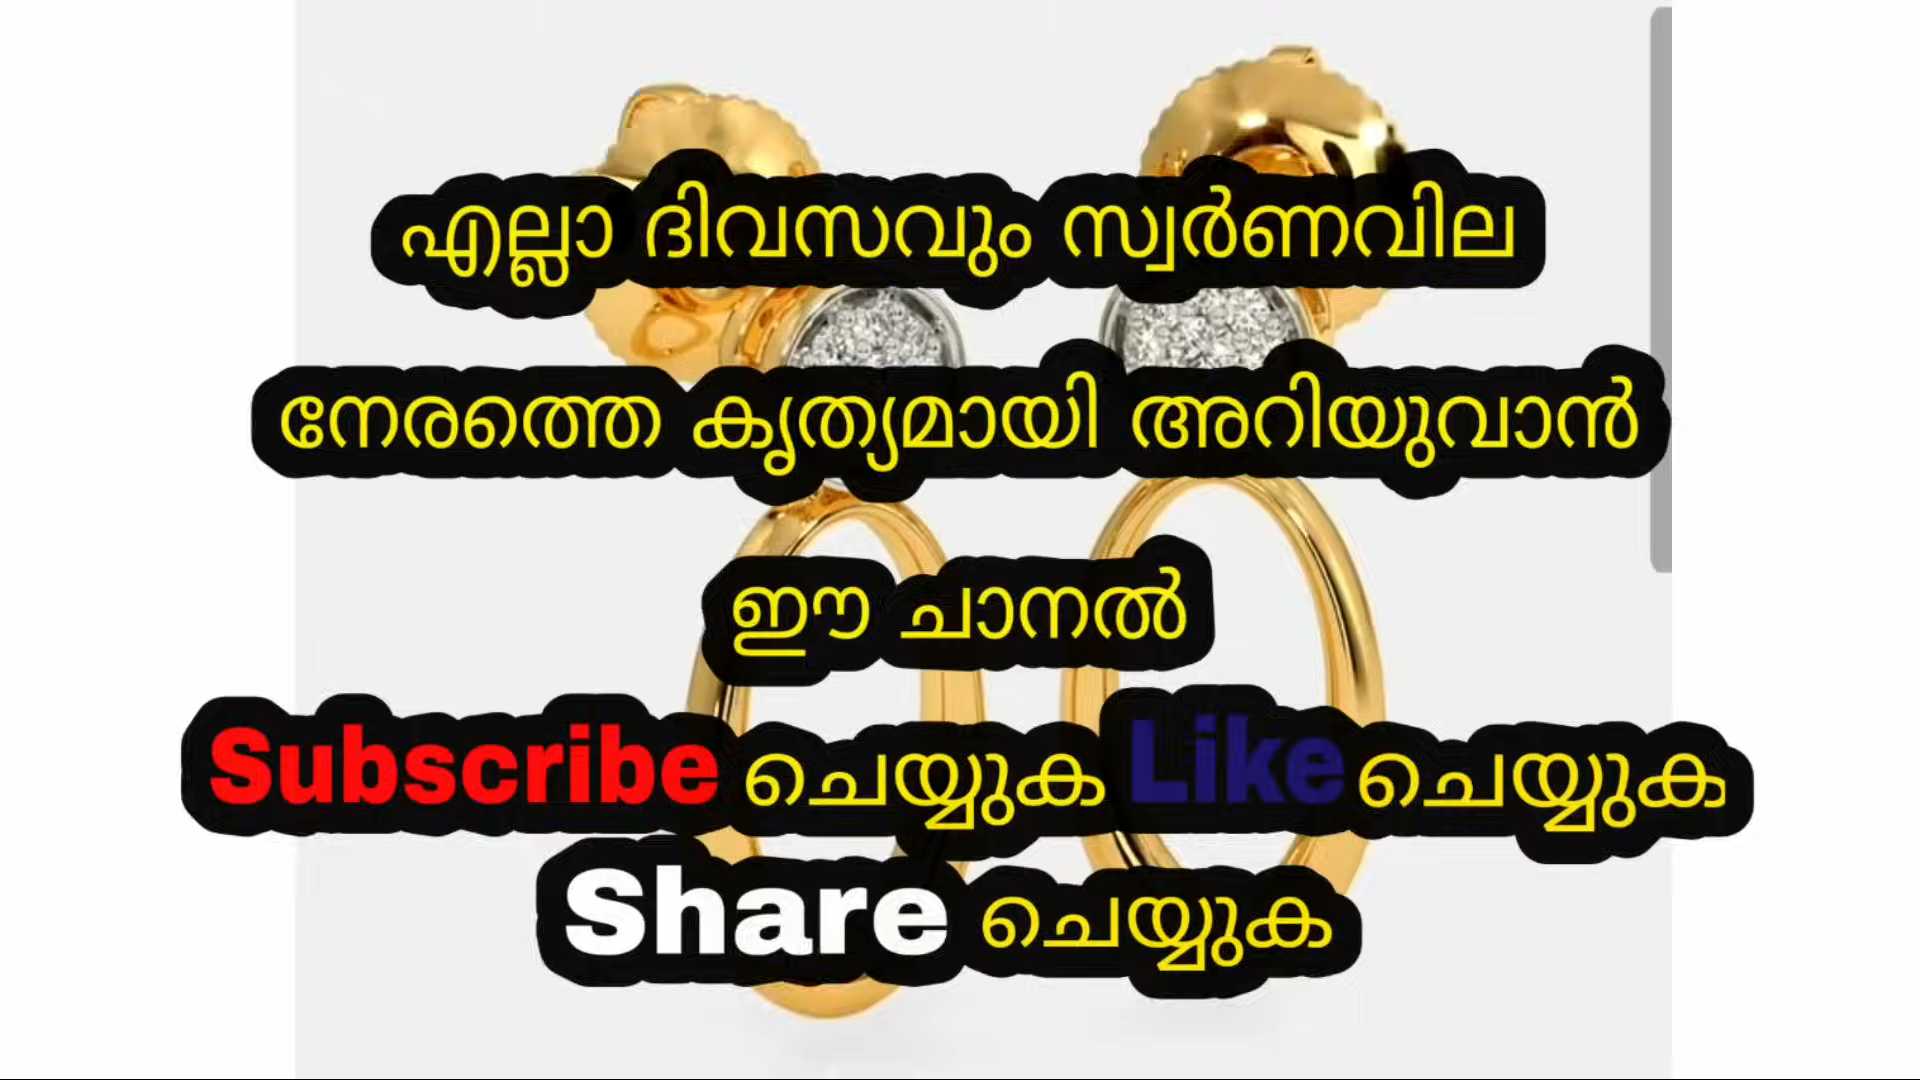 എല്ലാ ദിവസവും സ്വർണവില
നേരത്തെ കൃത്യമായി അറിയുവാൻ
ഈ ചാനൽ
Subscribe ചെയ്യുക Like ചെയ്യുക
Share ചെയ്യുക